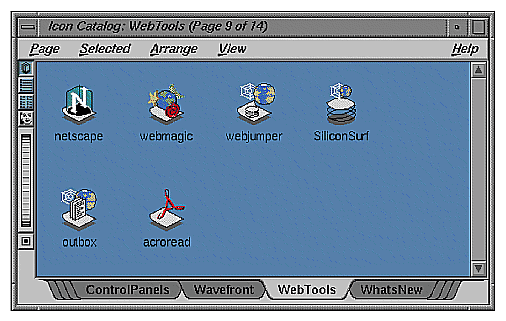 Icon Catalog: WebTools (Page 9 of 14)
Page Selected Arrange View Help
netscape webmagic webjumper SiliconSurf
outbox acroread
ControlPanels Wavefront WebTools WhatsNew